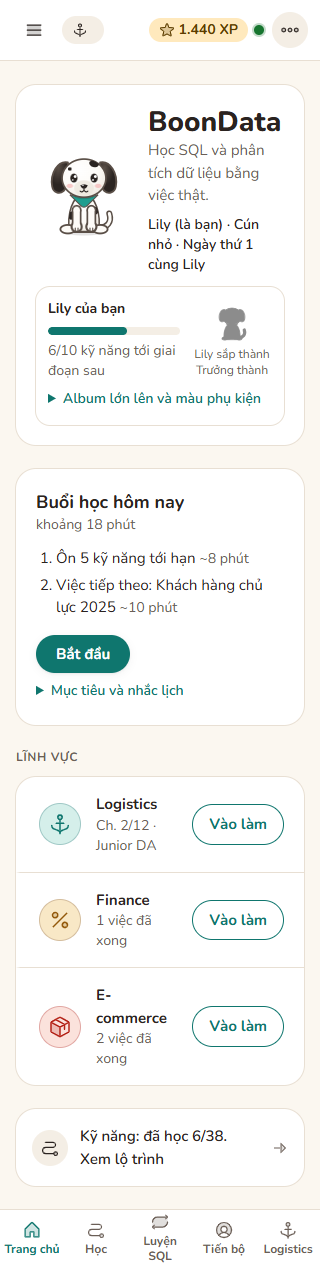 1.440 XP
BoonData
Học SQL và phân
tích dữ liệu bằng
việc thật.
Lily (là bạn) · Cún
nhỏ · Ngày thứ 1
cùng Lily
Lily của bạn
6/10 kỹ năng tới giai
đoạn sau
Lily sắp thành
Trưởng thành
Album lớn lên và màu phụ kiện
Buổi học hôm nay
khoảng 18 phút
1. Ôn 5 kỹ năng tới hạn ~8 phút
2. Việc tiếp theo: Khách hàng chủ
lực 2025 ~10 phút
Bắt đầu
Mục tiêu và nhắc lịch
LĨNH VỰC
Logistics
Ch. 2/12 ·
Junior DA
Vào làm
Finance
1 việc đã
xong
Vào làm
E-
commerce
2 việc đã
xong
Vào làm
Kỹ năng: đã học 6/38.
Xem lộ trình
Trang chủ
Học
Luyện
SQL
Tiến bộ
Logistics